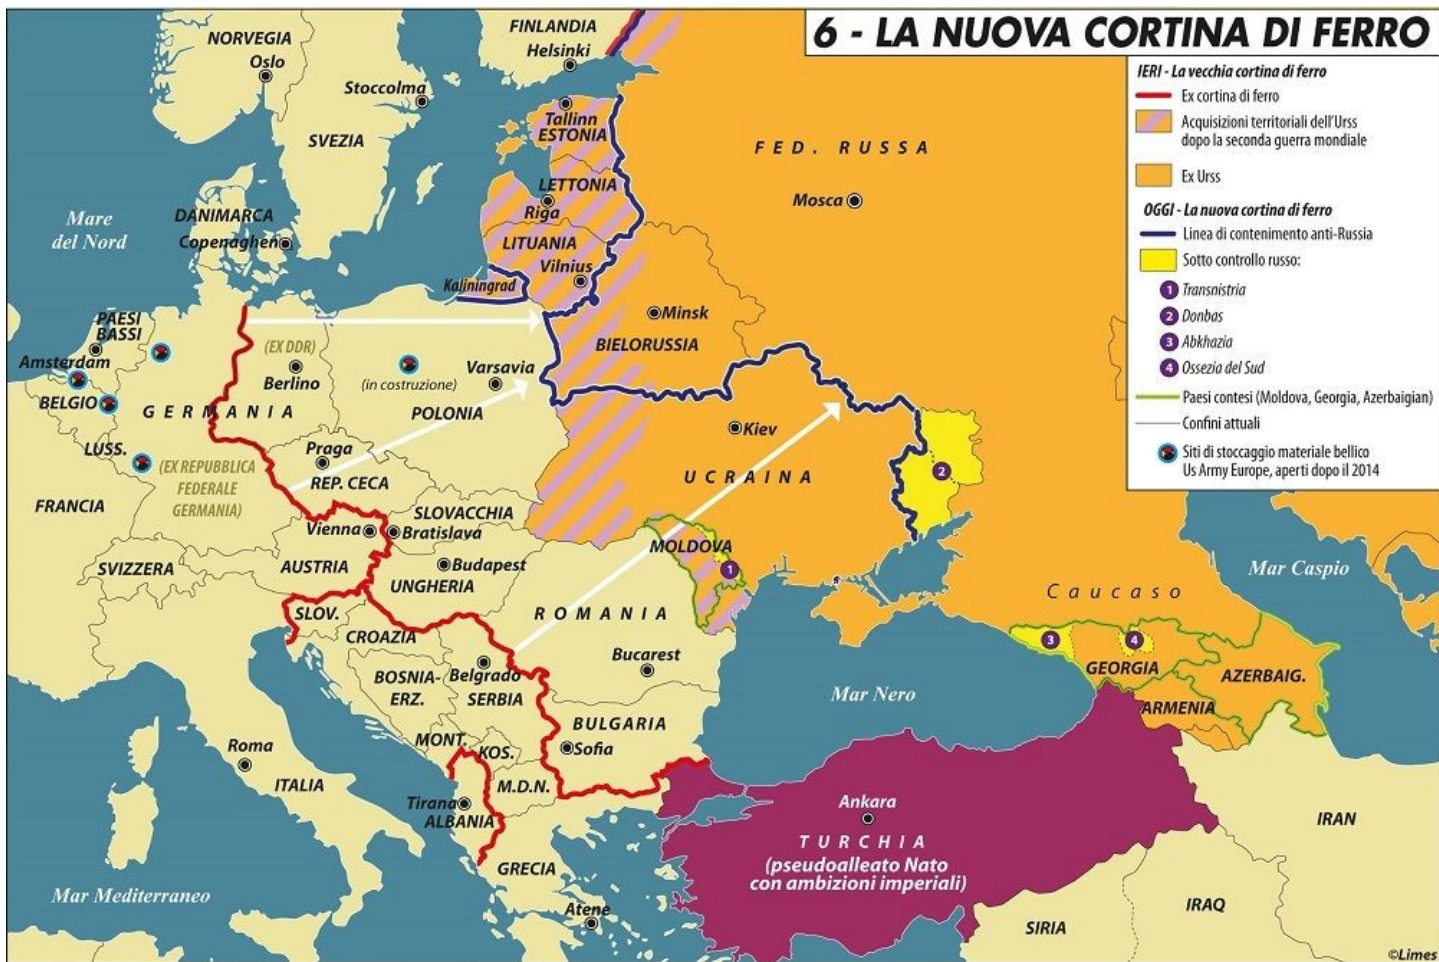 6 - LA NUOVA CORTINA DI FERRO
IERI - La vecchia cortina di ferro
Ex cortina di ferro
Acquisizioni territoriali dell'Urss
dopo la seconda guerra mondiale
Ex Urss
OGGI - La nuova cortina di ferro
Linea di contenimento anti-Russia
Sotto controllo russo:
1 Transnistria
2 Donbas
3 Abkhazia
4 Ossezia del Sud
Paesi contesi (Moldova, Georgia, Azerbaigian)
Confini attuali
Siti di stoccaggio materiale bellico
Us Army Europe, aperti dopo il 2014
NORVEGIA
Oslo
FINLANDIA
Helsinki
Stoccolma
SVEZIA
Tallinn
ESTONIA
FED. RUSSA
Mosca
LETTONIA
Riga
Mare
del Nord
DANIMARCA
Copenaghen
LITUANIA
Vilnius
Kaliningrad
Minsk
BIELORUSSIA
PAESI
BASSI
Amsterdam
BELGIO
(EX DDR)
Berlino
GERMANIA
(in costruzione)
Varsavia
POLONIA
LUSS.
(EX REPUBBLICA
FEDERALE
GERMANIA)
Praga
REP. CECA
Kiev
UCRAINA
2
FRANCIA
SLOVACCHIA
Vienna
Bratislava
SVIZZERA
AUSTRIA
Budapest
UNGHERIA
MOLDOVA
1
Mar Caspio
Caucaso
SLOV.
CROAZIA
ROMANIA
Bucarest
3
4
GEORGIA
AZERBAIG.
ARMENIA
BOSNIA-
ERZ.
Belgrado
SERBIA
Mar Nero
MONT.
KOS.
BULGARIA
Sofia
Roma
ITALIA
M.D.N.
Tirana
ALBANIA
Ankara
TURCHIA
(pseudoalleato Nato
con ambizioni imperiali)
IRAN
GRECIA
Mar Mediterraneo
Atene
SIRIA
IRAQ
©Limes